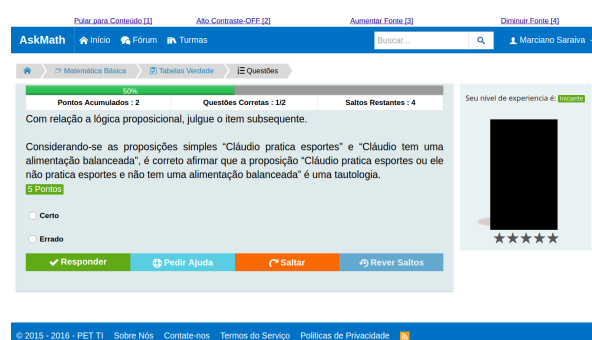 Pular para Conteúdo [1] Alto Contraste-OFF [2] Aumentar Fonte [3] Diminuir Fonte [4]
AskMath Início Fórum Turmas Buscar... Marciano Saraiva
Matemática Básica Tabelas Verdade Questões
50%
Pontos Acumulados : 2 Questões Corretas : 1/2 Saltos Restantes : 4
Seu nível de experiencia é: Iniciante
Com relação a lógica proposicional, julgue o item subsequente.
Considerando-se as proposições simples “Cláudio pratica esportes” e “Cláudio tem uma
alimentação balanceada”, é correto afirmar que a proposição “Cláudio pratica esportes ou ele
não pratica esportes e não tem uma alimentação balanceada” é uma tautologia.
5 Pontos
Certo
Errado
Responder Pedir Ajuda Saltar Rever Saltos
© 2015 - 2016 - PET TI Sobre Nós Contate-nos Termos do Serviço Politicas de Privacidade